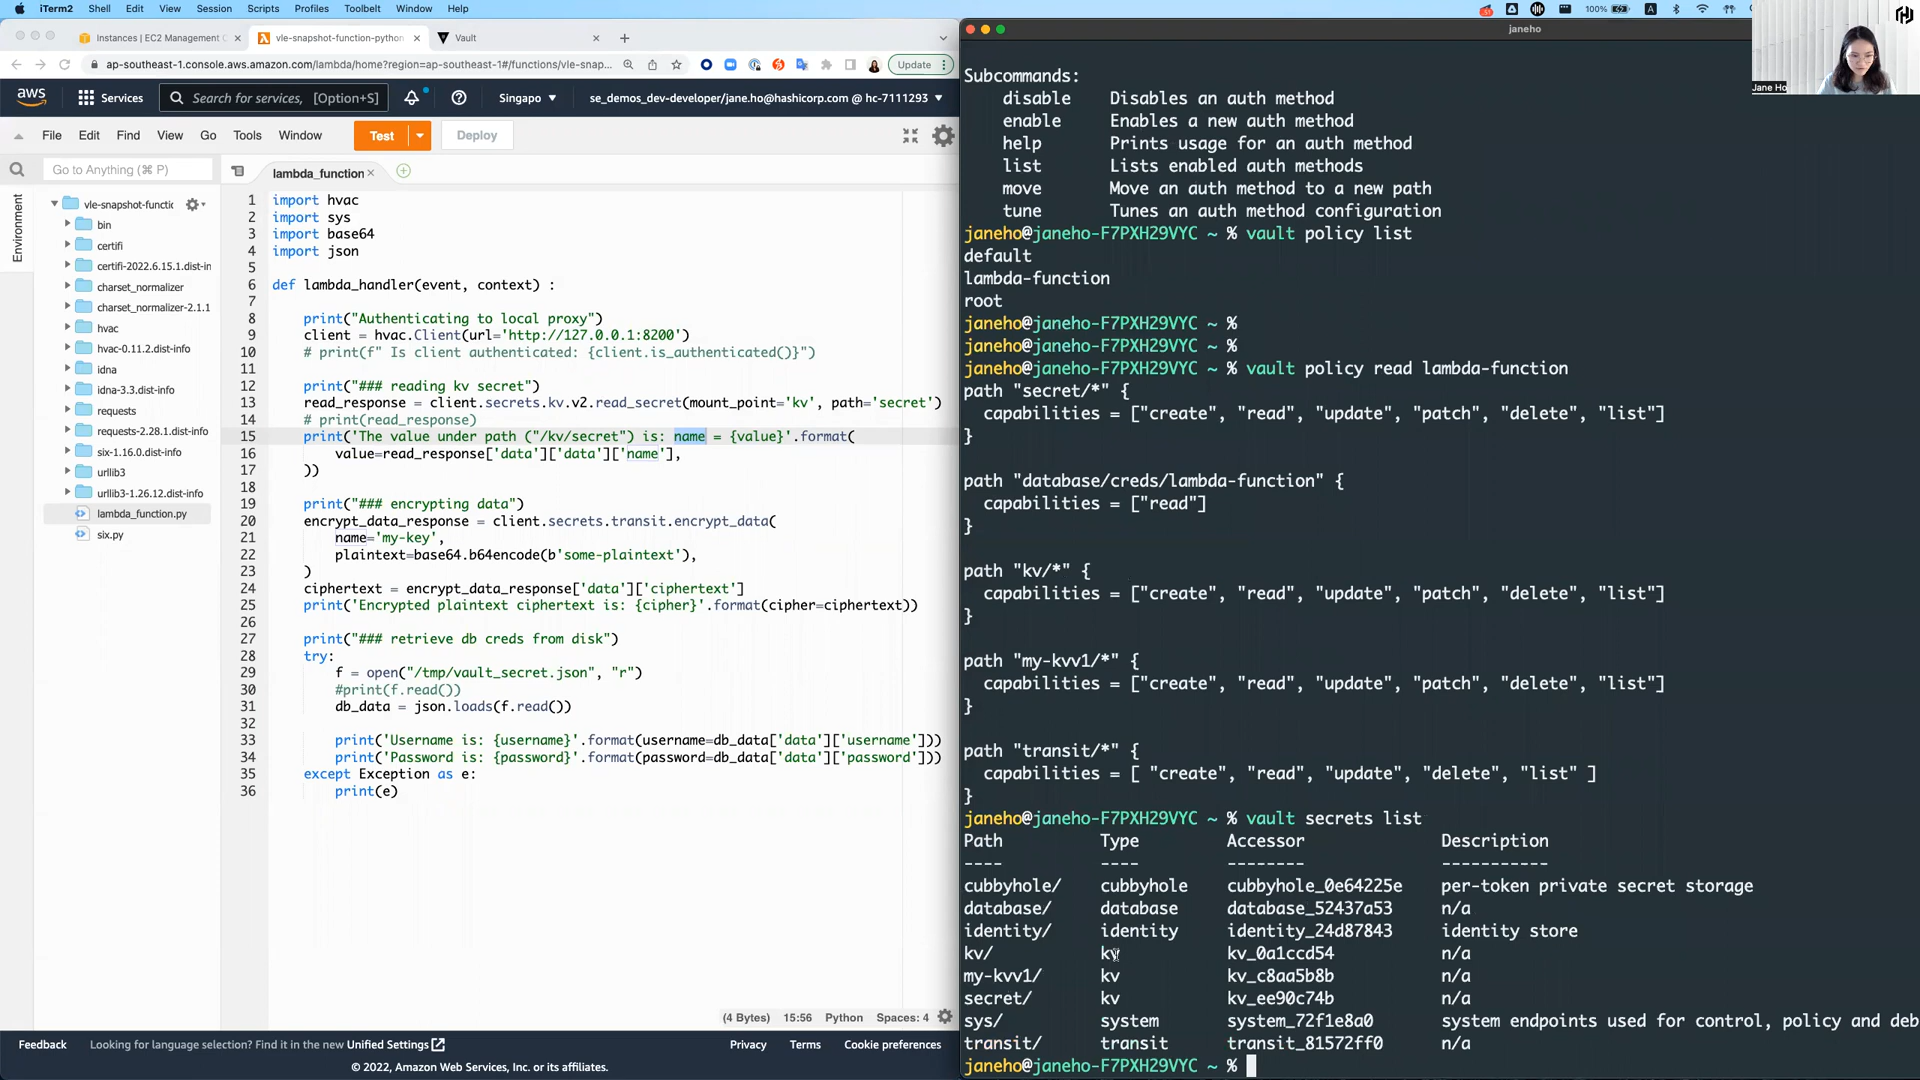 iTerm2 Shell Edit View Session Scripts Profiles Toolbelt Window Help
100% A
Instances | EC2 Management C × vle-snapshot-function-python × Vault × +
ap-southeast-1.console.aws.amazon.com/lambda/home?region=ap-southeast-1#/functions/vle-snap... Update
aws Services Search for services, [Option+S] Singapo se_demos_dev-developer/jane.ho@hashicorp.com @ hc-7111293
File Edit Find View Go Tools Window Test Deploy
Go to Anything (⌘ P)
lambda_function ×
Environment
vle-snapshot-functic
bin
certifi
certifi-2022.6.15.1.dist-in
charset_normalizer
charset_normalizer-2.1.1
hvac
hvac-0.11.2.dist-info
idna
idna-3.3.dist-info
requests
requests-2.28.1.dist-info
six-1.16.0.dist-info
urllib3
urllib3-1.26.12.dist-info
lambda_function.py
six.py
1 import hvac
2 import sys
3 import base64
4 import json
5
6 def lambda_handler(event, context) :
7
8 print("Authenticating to local proxy")
9 client = hvac.Client(url='http://127.0.0.1:8200')
10 # print(f" Is client authenticated: {client.is_authenticated()}")
11
12 print("### reading kv secret")
13 read_response = client.secrets.kv.v2.read_secret(mount_point='kv', path='secret')
14 # print(read_response)
15 print('The value under path ("/kv/secret") is: name = {value}'.format(
16 value=read_response['data']['data']['name'],
17 ))
18
19 print("### encrypting data")
20 encrypt_data_response = client.secrets.transit.encrypt_data(
21 name='my-key',
22 plaintext=base64.b64encode(b'some-plaintext'),
23 )
24 ciphertext = encrypt_data_response['data']['ciphertext']
25 print('Encrypted plaintext ciphertext is: {cipher}'.format(cipher=ciphertext))
26
27 print("### retrieve db creds from disk")
28 try:
29 f = open("/tmp/vault_secret.json", "r")
30 #print(f.read())
31 db_data = json.loads(f.read())
32
33 print('Username is: {username}'.format(username=db_data['data']['username']))
34 print('Password is: {password}'.format(password=db_data['data']['password']))
35 except Exception as e:
36 print(e)
(4 Bytes) 15:56 Python Spaces: 4
Feedback Looking for language selection? Find it in the new Unified Settings Privacy Terms Cookie preferences
© 2022, Amazon Web Services, Inc. or its affiliates.
janeho
Jane Ho
Subcommands:
disable Disables an auth method
enable Enables a new auth method
help Prints usage for an auth method
list Lists enabled auth methods
move Move an auth method to a new path
tune Tunes an auth method configuration
janeho@janeho-F7PXH29VYC ~ % vault policy list
default
lambda-function
root
janeho@janeho-F7PXH29VYC ~ %
janeho@janeho-F7PXH29VYC ~ %
janeho@janeho-F7PXH29VYC ~ % vault policy read lambda-function
path "secret/*" {
capabilities = ["create", "read", "update", "patch", "delete", "list"]
}
path "database/creds/lambda-function" {
capabilities = ["read"]
}
path "kv/*" {
capabilities = ["create", "read", "update", "patch", "delete", "list"]
}
path "my-kvv1/*" {
capabilities = ["create", "read", "update", "patch", "delete", "list"]
}
path "transit/*" {
capabilities = [ "create", "read", "update", "delete", "list" ]
}
janeho@janeho-F7PXH29VYC ~ % vault secrets list
Path Type Accessor Description
---- ---- -------- -----------
cubbyhole/ cubbyhole cubbyhole_0e64225e per-token private secret storage
database/ database database_52437a53 n/a
identity/ identity identity_24d87843 identity store
kv/ kv kv_0a1ccd54 n/a
my-kvv1/ kv kv_c8aa5b8b n/a
secret/ kv kv_ee90c74b n/a
sys/ system system_72f1e8a0 system endpoints used for control, policy and deb
transit/ transit transit_81572ff0 n/a
janeho@janeho-F7PXH29VYC ~ %